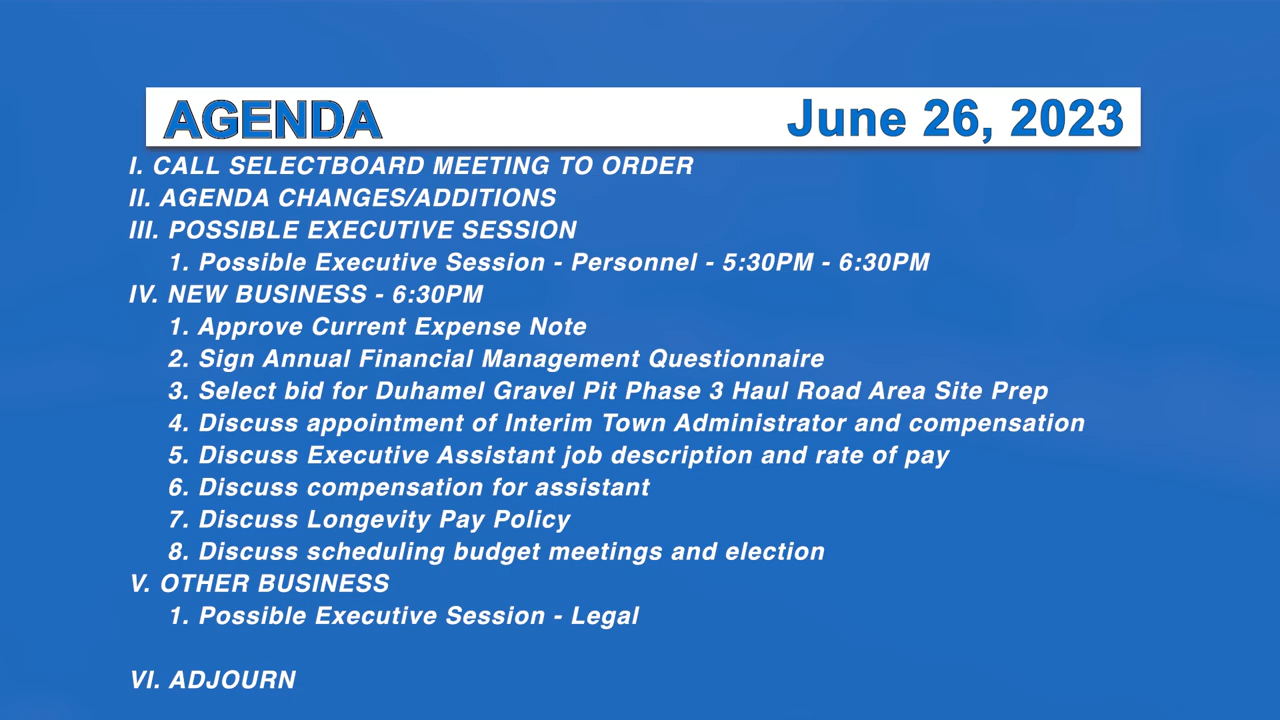 AGENDA June 26, 2023
I. CALL SELECTBOARD MEETING TO ORDER
II. AGENDA CHANGES/ADDITIONS
III. POSSIBLE EXECUTIVE SESSION
1. Possible Executive Session - Personnel - 5:30PM - 6:30PM
IV. NEW BUSINESS - 6:30PM
1. Approve Current Expense Note
2. Sign Annual Financial Management Questionnaire
3. Select bid for Duhamel Gravel Pit Phase 3 Haul Road Area Site Prep
4. Discuss appointment of Interim Town Administrator and compensation
5. Discuss Executive Assistant job description and rate of pay
6. Discuss compensation for assistant
7. Discuss Longevity Pay Policy
8. Discuss scheduling budget meetings and election
V. OTHER BUSINESS
1. Possible Executive Session - Legal
VI. ADJOURN